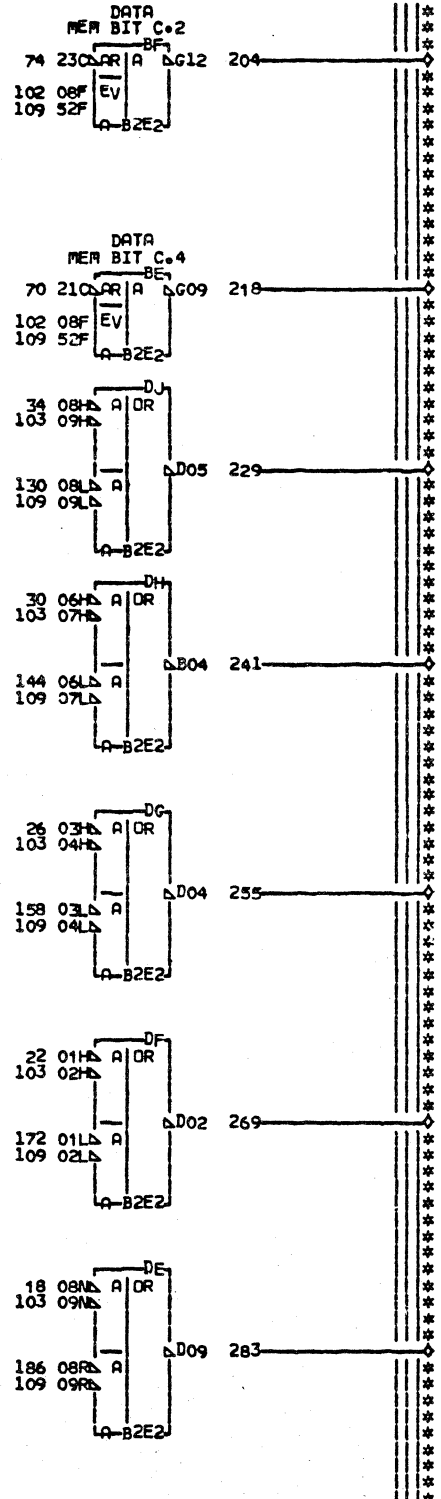 DATA
MEM BIT C.2
BF
74 23C AR A G12 204
102 08F EV
109 52F
A-B2E2
DATA
MEM BIT C.4
BE
70 21C AR A G09 218
102 08F EV
109 52F
A-B2E2
DJ
34 08H A OR
103 09H
D05 229
130 08L A
109 09L
A-B2E2
DH
30 06H A OR
103 07H
B04 241
144 06L A
109 07L
A-B2E2
DG
26 03H A OR
103 04H
D04 255
158 03L A
109 04L
A-B2E2
DF
22 01H A OR
103 02H
D02 269
172 01L A
109 02L
A-B2E2
DE
18 08N A OR
103 09N
D09 283
186 08R A
109 09R
A-B2E2